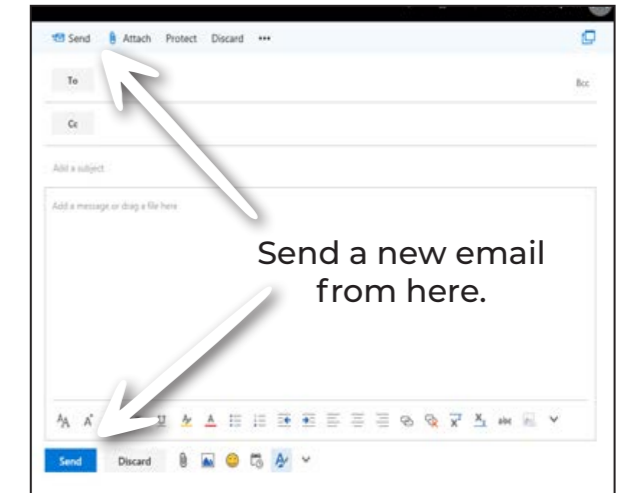 Send Attach Protect Discard •••
To
Bcc
Cc
Add a subject
Add a message or drag a file here
Send a new email
from here.
U A abc
Send Discard